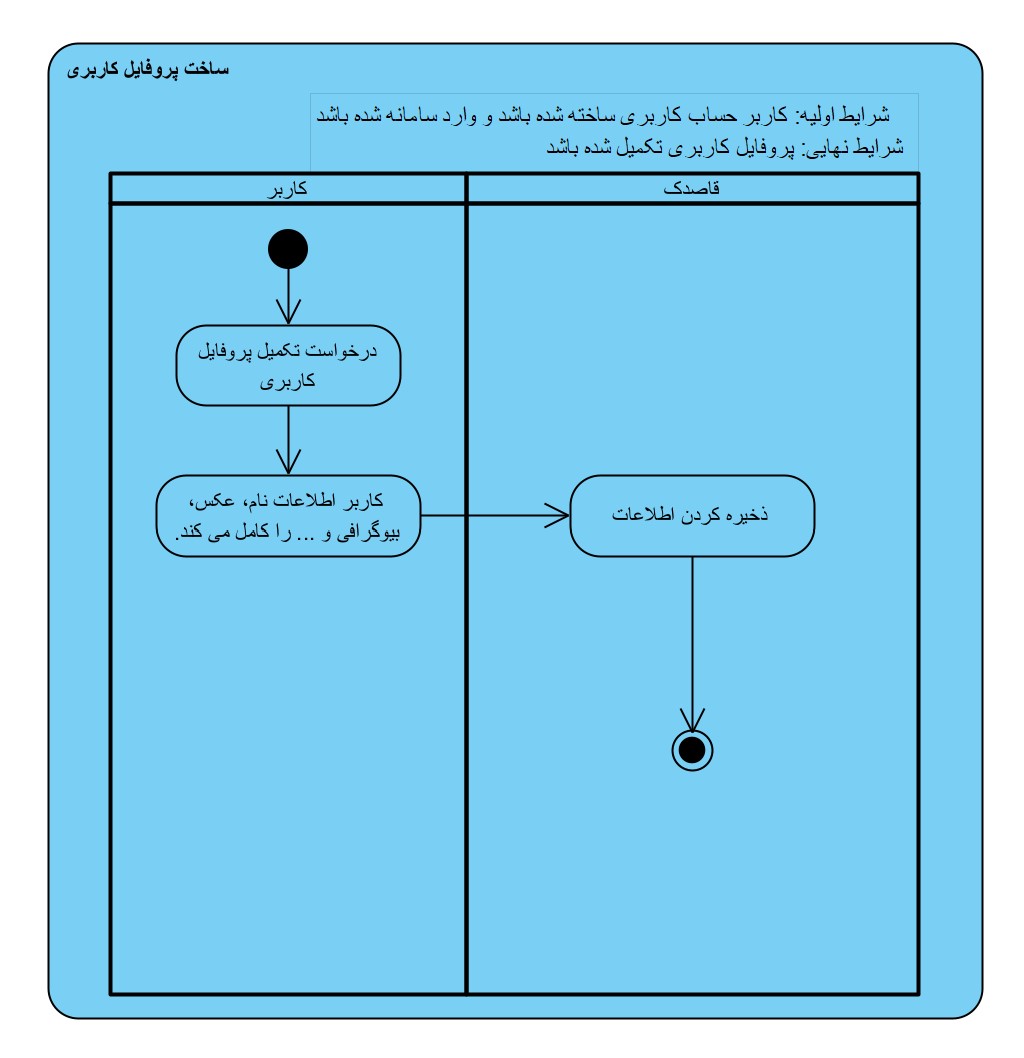 ساخت پروفایل کاربری
شرایط اولیه: کاربر حساب کاربری ساخته شده باشد و وارد سامانه شده باشد
شرایط نهایی: پروفایل کاربری تکمیل شده باشد
کاربر
قاصدک
درخواست تکمیل پروفایل
کاربری
کاربر اطلاعات نام، عکس،
بیوگرافی و ... را کامل می کند.
ذخیره کردن اطلاعات